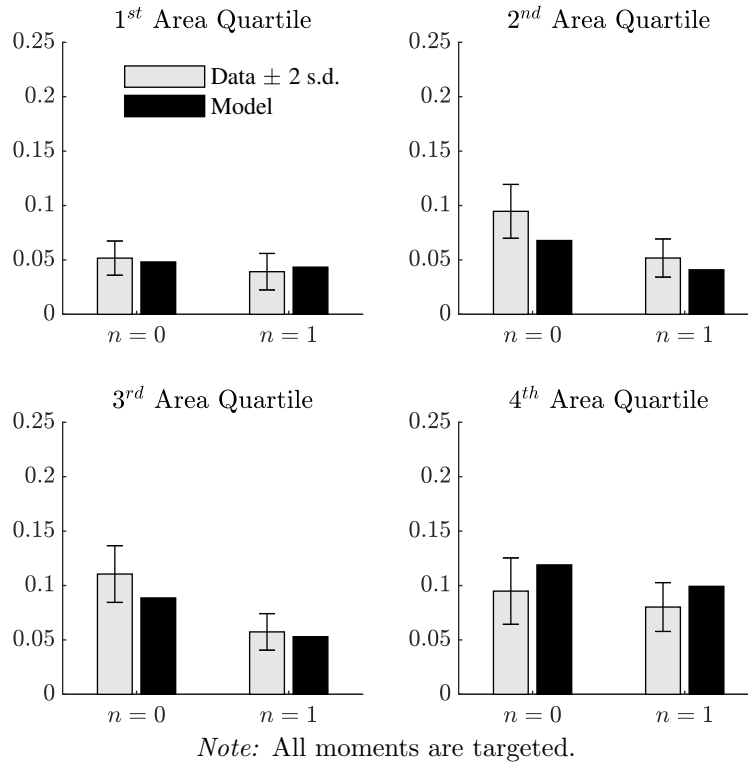 1st Area Quartile
0.25
0.2
0.15
0.1
0.05
0
Data ± 2 s.d.
Model
n = 0
n = 1
2nd Area Quartile
0.25
0.2
0.15
0.1
0.05
0
n = 0
n = 1
3rd Area Quartile
0.25
0.2
0.15
0.1
0.05
0
n = 0
n = 1
4th Area Quartile
0.25
0.2
0.15
0.1
0.05
0
n = 0
n = 1
Note: All moments are targeted.